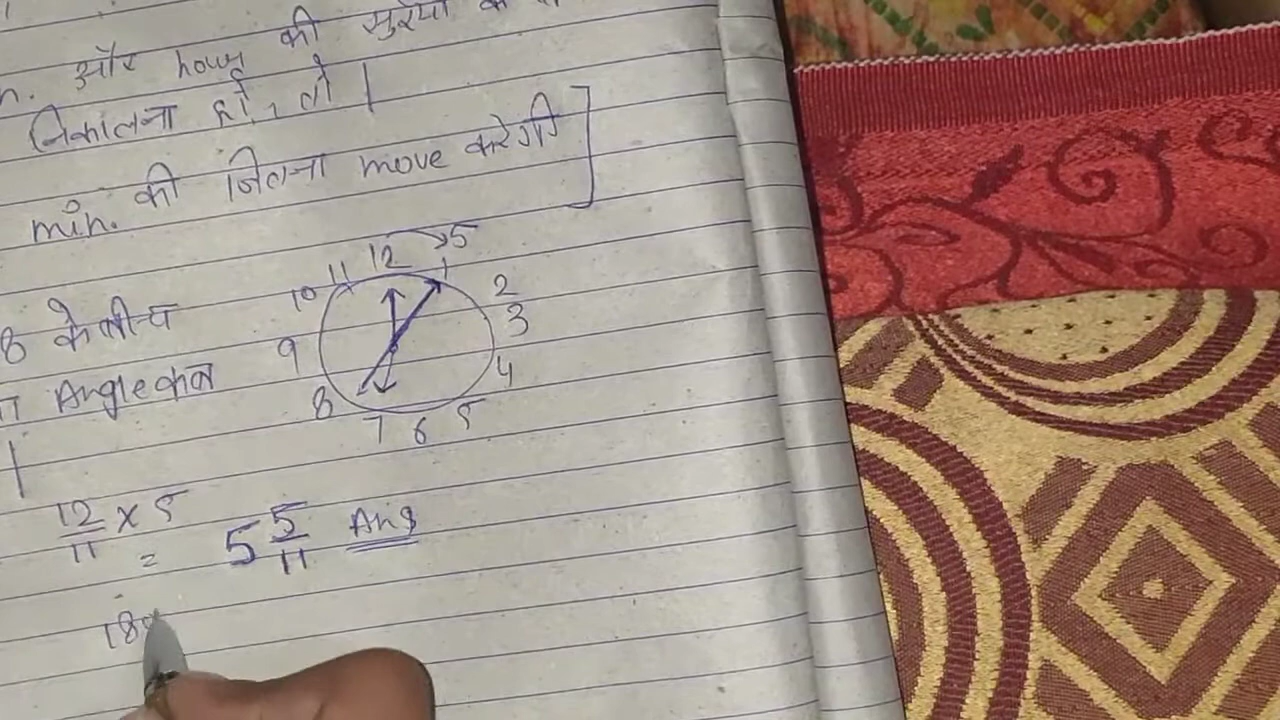 n. और hour की सुईयों के
निकालना हो, तो |
min. की जितना move करेगी ]
12 5
11 1
10 2
3
8 के बीच
9
का Angle कब
4
8
7 6 5
|
12/11 × 5
= 5 5/11 Ans
180